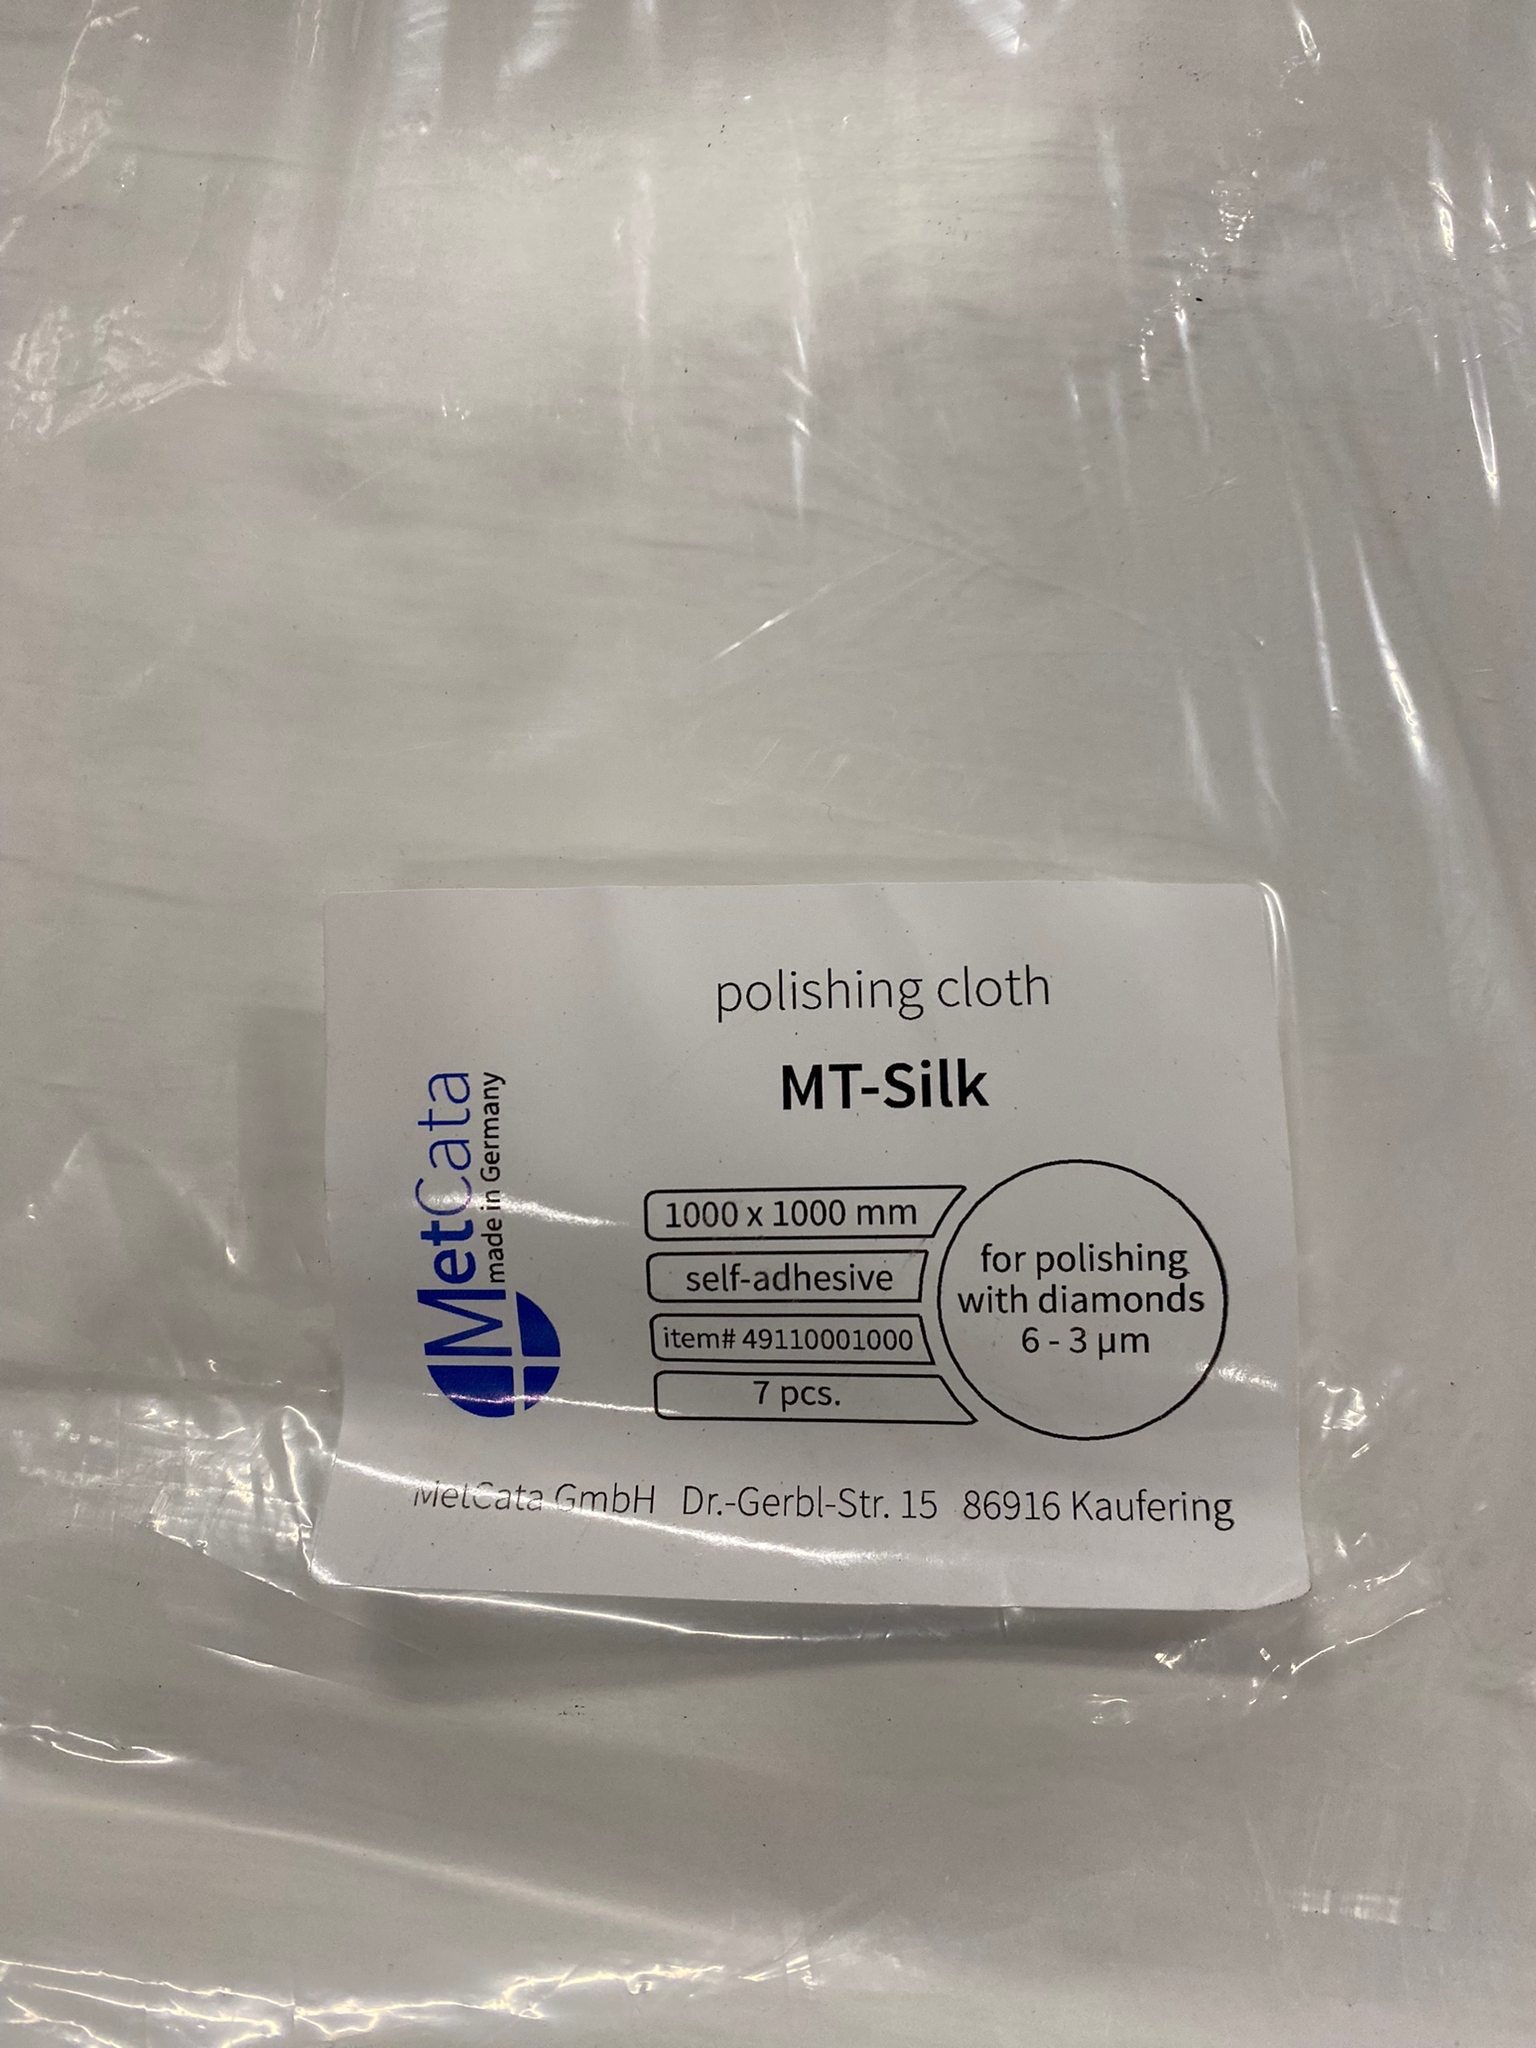 polishing cloth
MT-Silk
MetCata
made in Germany
1000 x 1000 mm
self-adhesive
item# 49110001000
7 pcs.
for polishing
with diamonds
6 - 3 µm
MetCata GmbH Dr.-Gerbl-Str. 15 86916 Kaufering